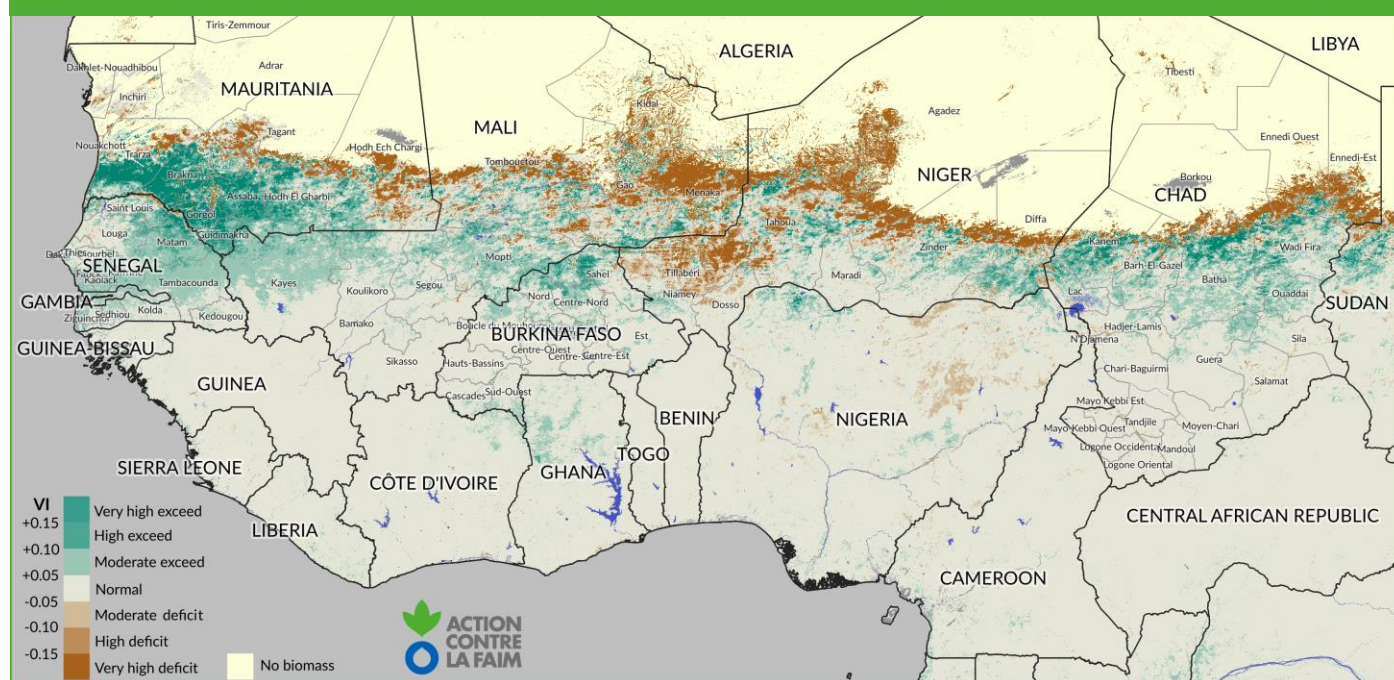 Tiris-Zemmour
ALGERIA
LIBYA
Dakhlet-Nouadhibou
Adrar
Tibesti
Inchiri
MAURITANIA
Kidal
Agadez
MALI
Nouakchott
Tagant
Ennedi Ouest
Trarza
Hodh Ech Chargi
Tombouctou
Ennedi-Est
Brakna
NIGER
Borkou
Gao
Menaka
CHAD
Assaba
Hodh El Gharbi
Saint Louis
Gorgol
Tahoua
Diffa
Louga
Guidimakha
Kanem
Matam
Zinder
Wadi Fira
SENEGAL
Mopti
Sahel
Tillaberi
Maradi
Barh-El-Gazel
Kaolack
Tambacounda
Kayes
Segou
Niamey
Batha
Koulikoro
Nord
Centre-Nord
Dosso
Lac
Ouaddai
GAMBIA
SUDAN
Ziguinchor
Sedhiou
Kolda
Kedougou
Bamako
BURKINA FASO
Est
Hadjer-Lamis
N Djamena
Sila
GUINEA-BISSAU
Centre-Ouest
Centre-Est
Sikasso
Hauts-Bassins
Guera
GUINEA
Chari-Baguirmi
Salamat
Cascades
Sud-Ouest
Mayo Kebbi Est
BENIN
NIGERIA
Mayo-Kebbi Ouest
Tandjile
Moyen-Chari
Logone Occidental
Mandoul
SIERRA LEONE
TOGO
Logone Oriental
CÔTE D'IVOIRE
GHANA
CENTRAL AFRICAN REPUBLIC
LIBERIA
CAMEROON
VI
Very high exceed
+0.15
High exceed
+0.10
Moderate exceed
+0.05
Normal
-0.05
Moderate deficit
-0.10
High deficit
-0.15
Very high deficit
No biomass
ACTION
CONTRE
LA FAIM